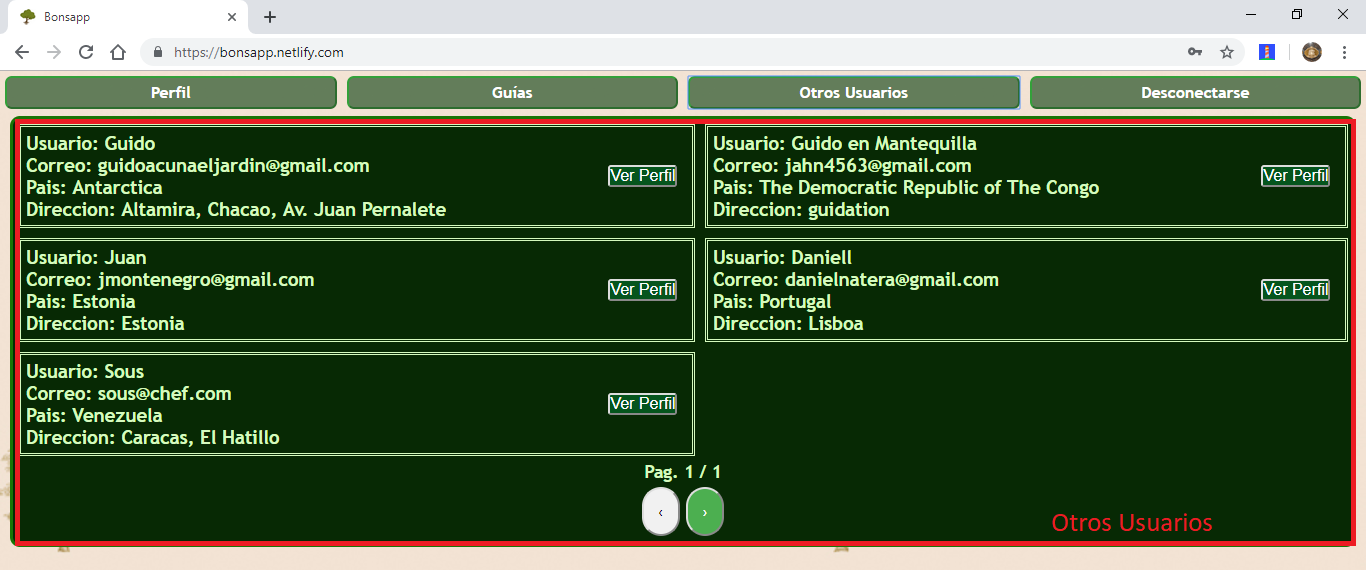 Bonsapp
https://bonsapp.netlify.com
Perfil
Guías
Otros Usuarios
Desconectarse
Usuario: Guido
Correo: guidoacunaeljardin@gmail.com
Pais: Antarctica
Direccion: Altamira, Chacao, Av. Juan Pernalete
Ver Perfil
Usuario: Guido en Mantequilla
Correo: jahn4563@gmail.com
Pais: The Democratic Republic of The Congo
Direccion: guidation
Ver Perfil
Usuario: Juan
Correo: jmontenegro@gmail.com
Pais: Estonia
Direccion: Estonia
Ver Perfil
Usuario: Daniell
Correo: danielnatera@gmail.com
Pais: Portugal
Direccion: Lisboa
Ver Perfil
Usuario: Sous
Correo: sous@chef.com
Pais: Venezuela
Direccion: Caracas, El Hatillo
Ver Perfil
Pag. 1 / 1
‹ ›
Otros Usuarios